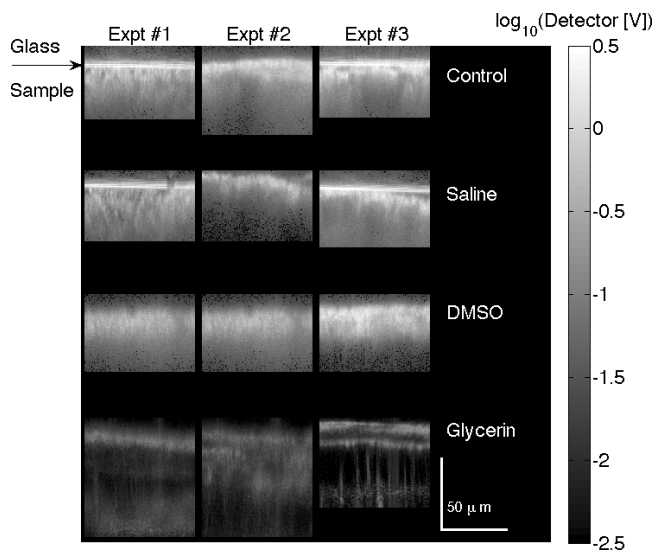 log10(Detector [V])
Expt #1 Expt #2 Expt #3
Glass
Sample
Control
Saline
DMSO
Glycerin
50 μ m
0.5
0
-0.5
-1
-1.5
-2
-2.5